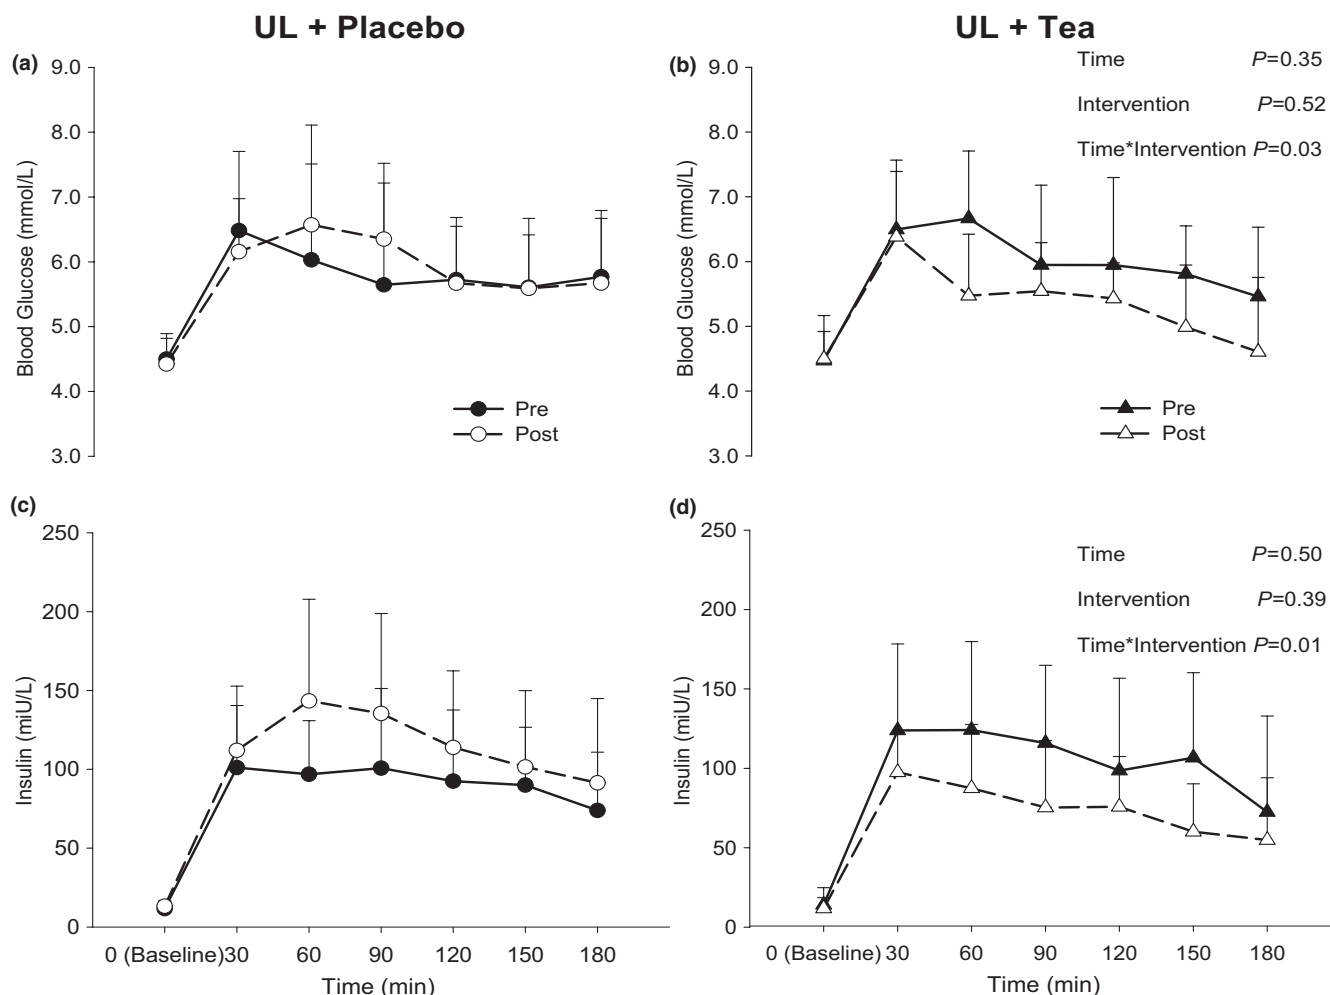 UL + Placebo
UL + Tea
(a)
9.0
8.0
7.0
6.0
5.0
4.0
3.0
Blood Glucose (mmol/L)
Pre
Post
(b)
9.0
8.0
7.0
6.0
5.0
4.0
3.0
Blood Glucose (mmol/L)
Time P=0.35
Intervention P=0.52
Time*Intervention P=0.03
Pre
Post
(c)
250
200
150
100
50
0
Insulin (miU/L)
0 (Baseline) 30 60 90 120 150 180
Time (min)
(d)
250
200
150
100
50
0
Insulin (miU/L)
Time P=0.50
Intervention P=0.39
Time*Intervention P=0.01
0 (Baseline) 30 60 90 120 150 180
Time (min)